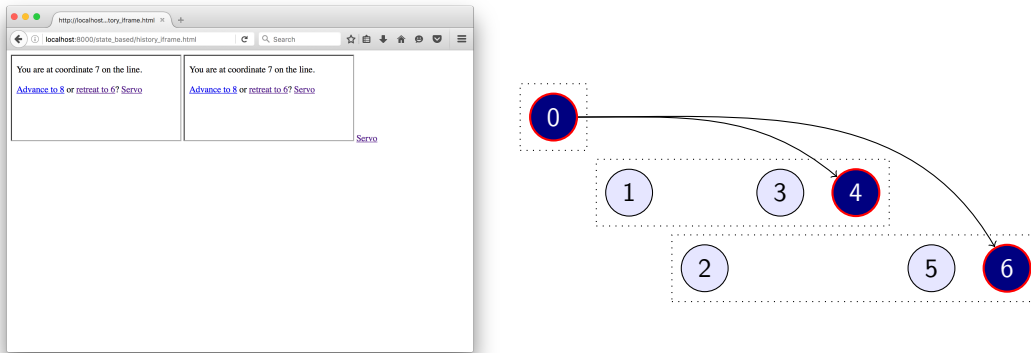 http://localhost...tory_iframe.html × +
localhost:8000/state_based/history_iframe.html
Search
You are at coordinate 7 on the line.
Advance to 8 or retreat to 6? Servo
You are at coordinate 7 on the line.
Advance to 8 or retreat to 6? Servo
Servo
0
1 3 4
2 5 6